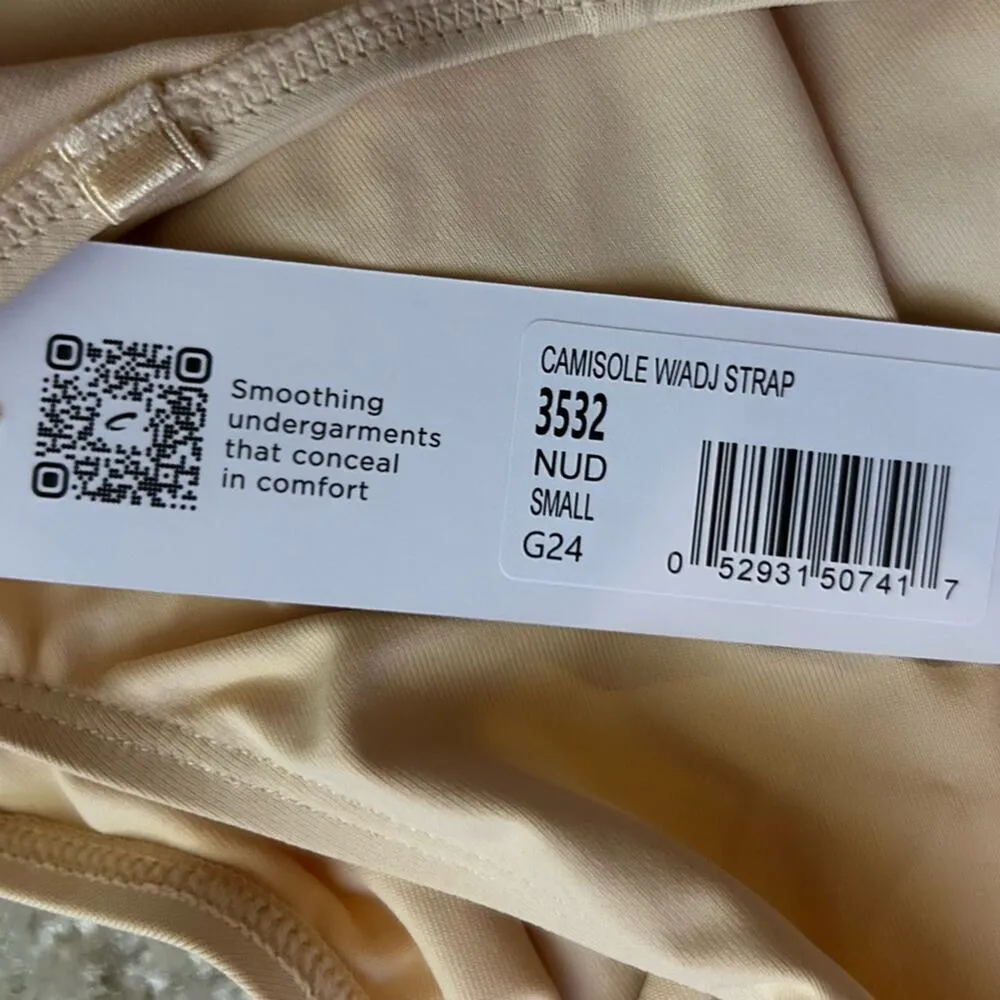 Smoothing
undergarments
that conceal
in comfort
CAMISOLE W/ADJ STRAP
3532
NUD
SMALL
G24
0 52931 50741 7